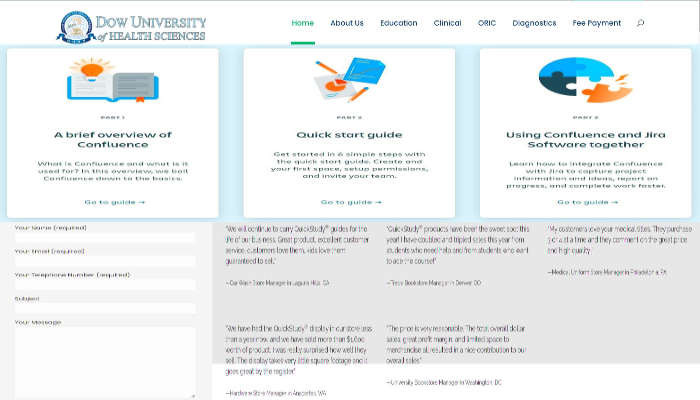 Dow University
of HEALTH SCIENCES
Home About Us Education Clinical ORIC Diagnostics Fee Payment
PART 1
A brief overview of
Confluence
What is Confluence and what is it
used for? In this overview, we boil
Confluence down to the basics.
Go to guide →
PART 2
Quick start guide
Get started in 6 simple steps with
the quick start guide. Create and
your first space, setup permissions,
and invite your team.
Go to guide →
PART 3
Using Confluence and Jira
Software together
Learn how to integrate Confluence
with Jira to capture project
information and ideas, report on
progress, and complete work faster.
Go to guide →
Your Name (required)
Your Email (required)
Your Telephone Number (required)
Subject
Your Message
"We will continue to carry QuickStudy® guides for the
life of our business. Great product, excellent customer
service, customers love them, kids love them
guaranteed to sell."
—Car Wash Store Manager in Laguna Hills, CA
"QuickStudy® products have been the sweet spot this
year! I have doubled and tripled sales this year from
students who need help and from students who want
to ace the course!"
—Trade Bookstore Manager in Denver, CO
"My customers love your medical titles. They purchase
3 or 4 at a time and they comment on the great price
and high quality."
—Medical Uniform Store Manager in Philadelphia, PA
"We have had the QuickStudy® display in our store less
than a year now, and we have sold more than $1,600
worth of product. I was really surprised how well they
sell. The display takes very little square footage and it
goes great by the register"
—Hardware Store Manager in Anacortes, WA
"The price is very reasonable. The total overall dollar
sales, great profit margin, and limited space to
merchandise all resulted in a nice contribution to our
overall sales."
—University Bookstore Manager in Washington, DC